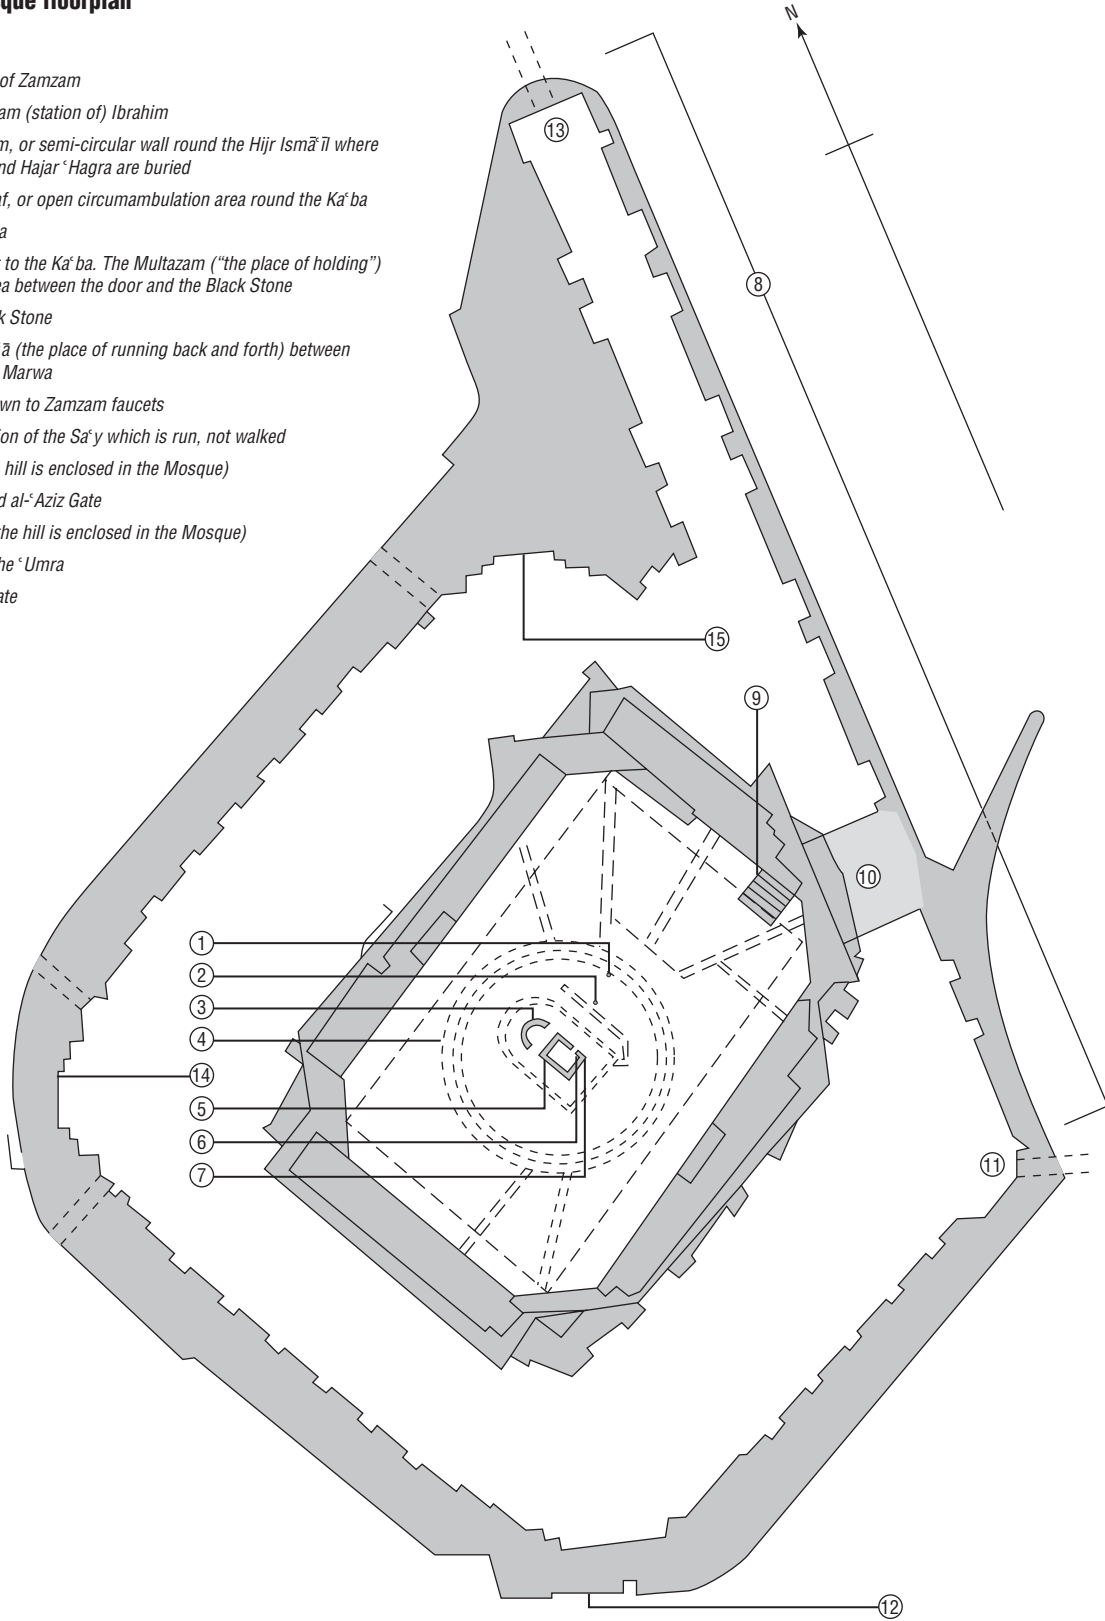 que floorplan
of Zamzam
am (station of) Ibrahim
m, or semi-circular wall round the Hijr Ismāʿīl where
nd Hajar ʿHagra are buried
af, or open circumambulation area round the Kaʿba
a
r to the Kaʿba. The Multazam (“the place of holding”)
ea between the door and the Black Stone
k Stone
ʿā (the place of running back and forth) between
Marwa
wn to Zamzam faucets
ion of the Saʿy which is run, not walked
hill is enclosed in the Mosque)
d al-ʿAziz Gate
the hill is enclosed in the Mosque)
he ʿUmra
ate
N
13
8
15
9
10
1
2
3
4
14
5
6
7
11
12